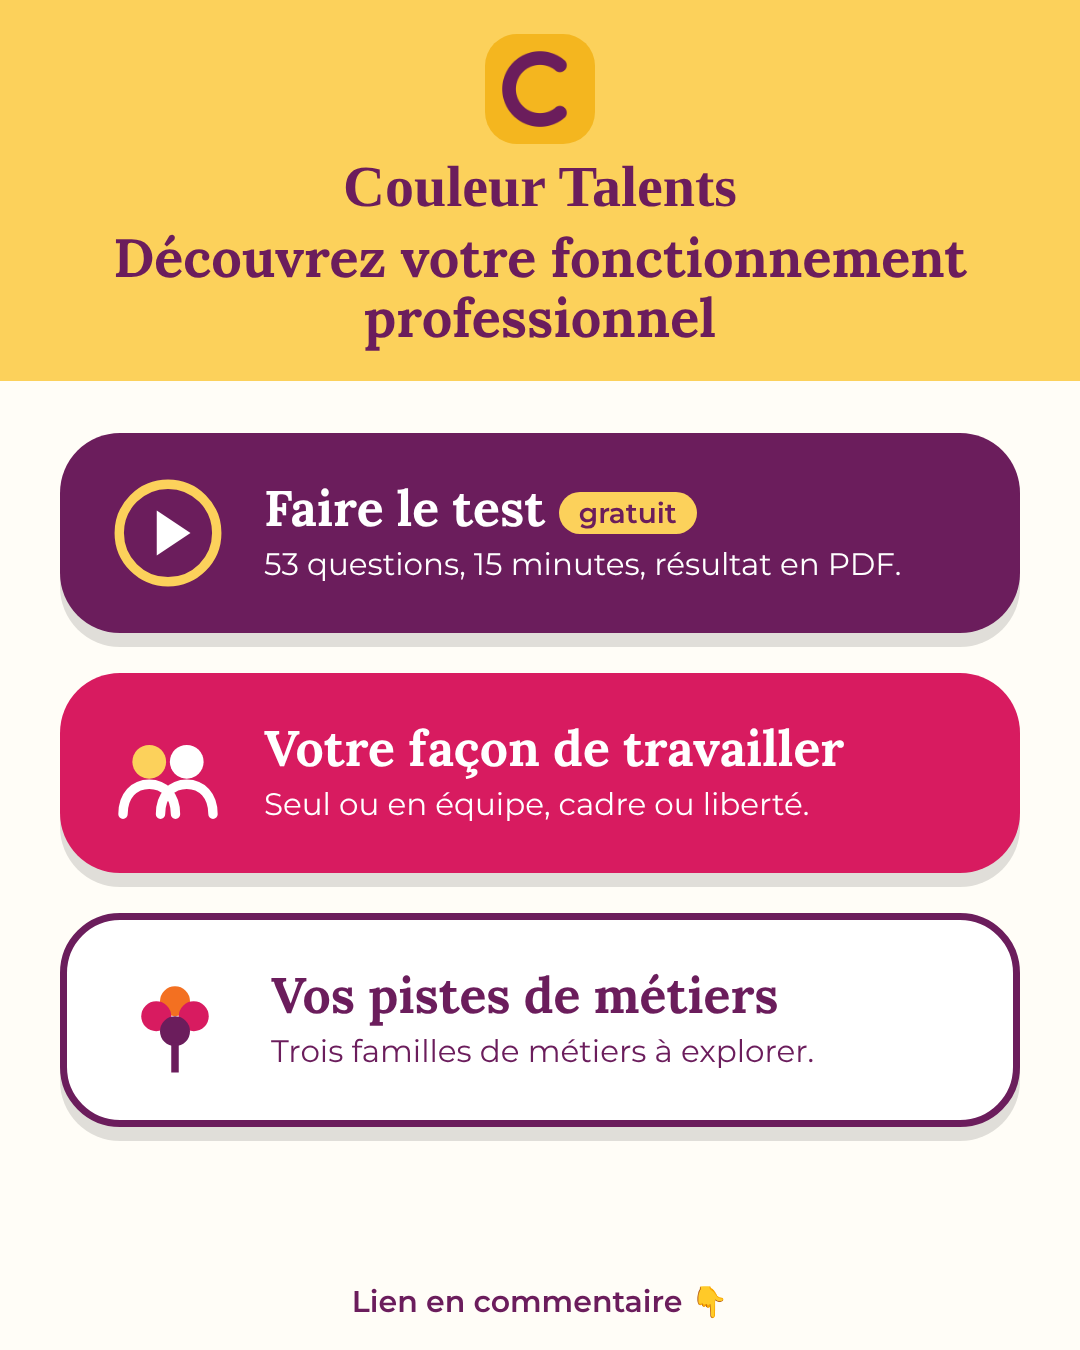 C
Couleur Talents
Découvrez votre fonctionnement
professionnel
Faire le test gratuit
53 questions, 15 minutes, résultat en PDF.
Votre façon de travailler
Seul ou en équipe, cadre ou liberté.
Vos pistes de métiers
Trois familles de métiers à explorer.
Lien en commentaire 👇